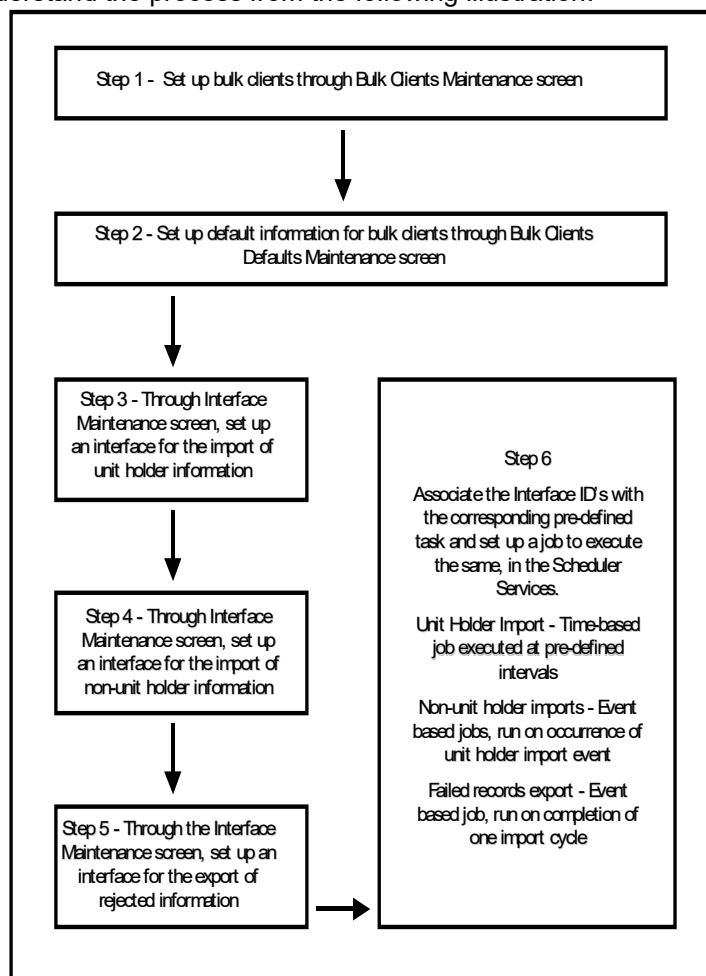 derstand the process from the following illustration.
Step 1 - Set up bulk clients through Bulk Clients Maintenance screen
Step 2 - Set up default information for bulk clients through Bulk Clients
Defaults Maintenance screen
Step 3 - Through Interface
Maintenance screen, set up
an interface for the import of
unit holder information
Step 4 - Through Interface
Maintenance screen, set up
an interface for the import of
non-unit holder information
Step 5 - Through the Interface
Maintenance screen, set up an
interface for the export of
rejected information
Step 6
Associate the Interface ID's with
the corresponding pre-defined
task and set up a job to execute
the same, in the Scheduler
Services.
Unit Holder Import - Time-based
job executed at pre-defined
intervals
Non-unit holder imports - Event
based jobs, run on occurrence of
unit holder import event
Failed records export - Event
based job, run on completion of
one import cycle